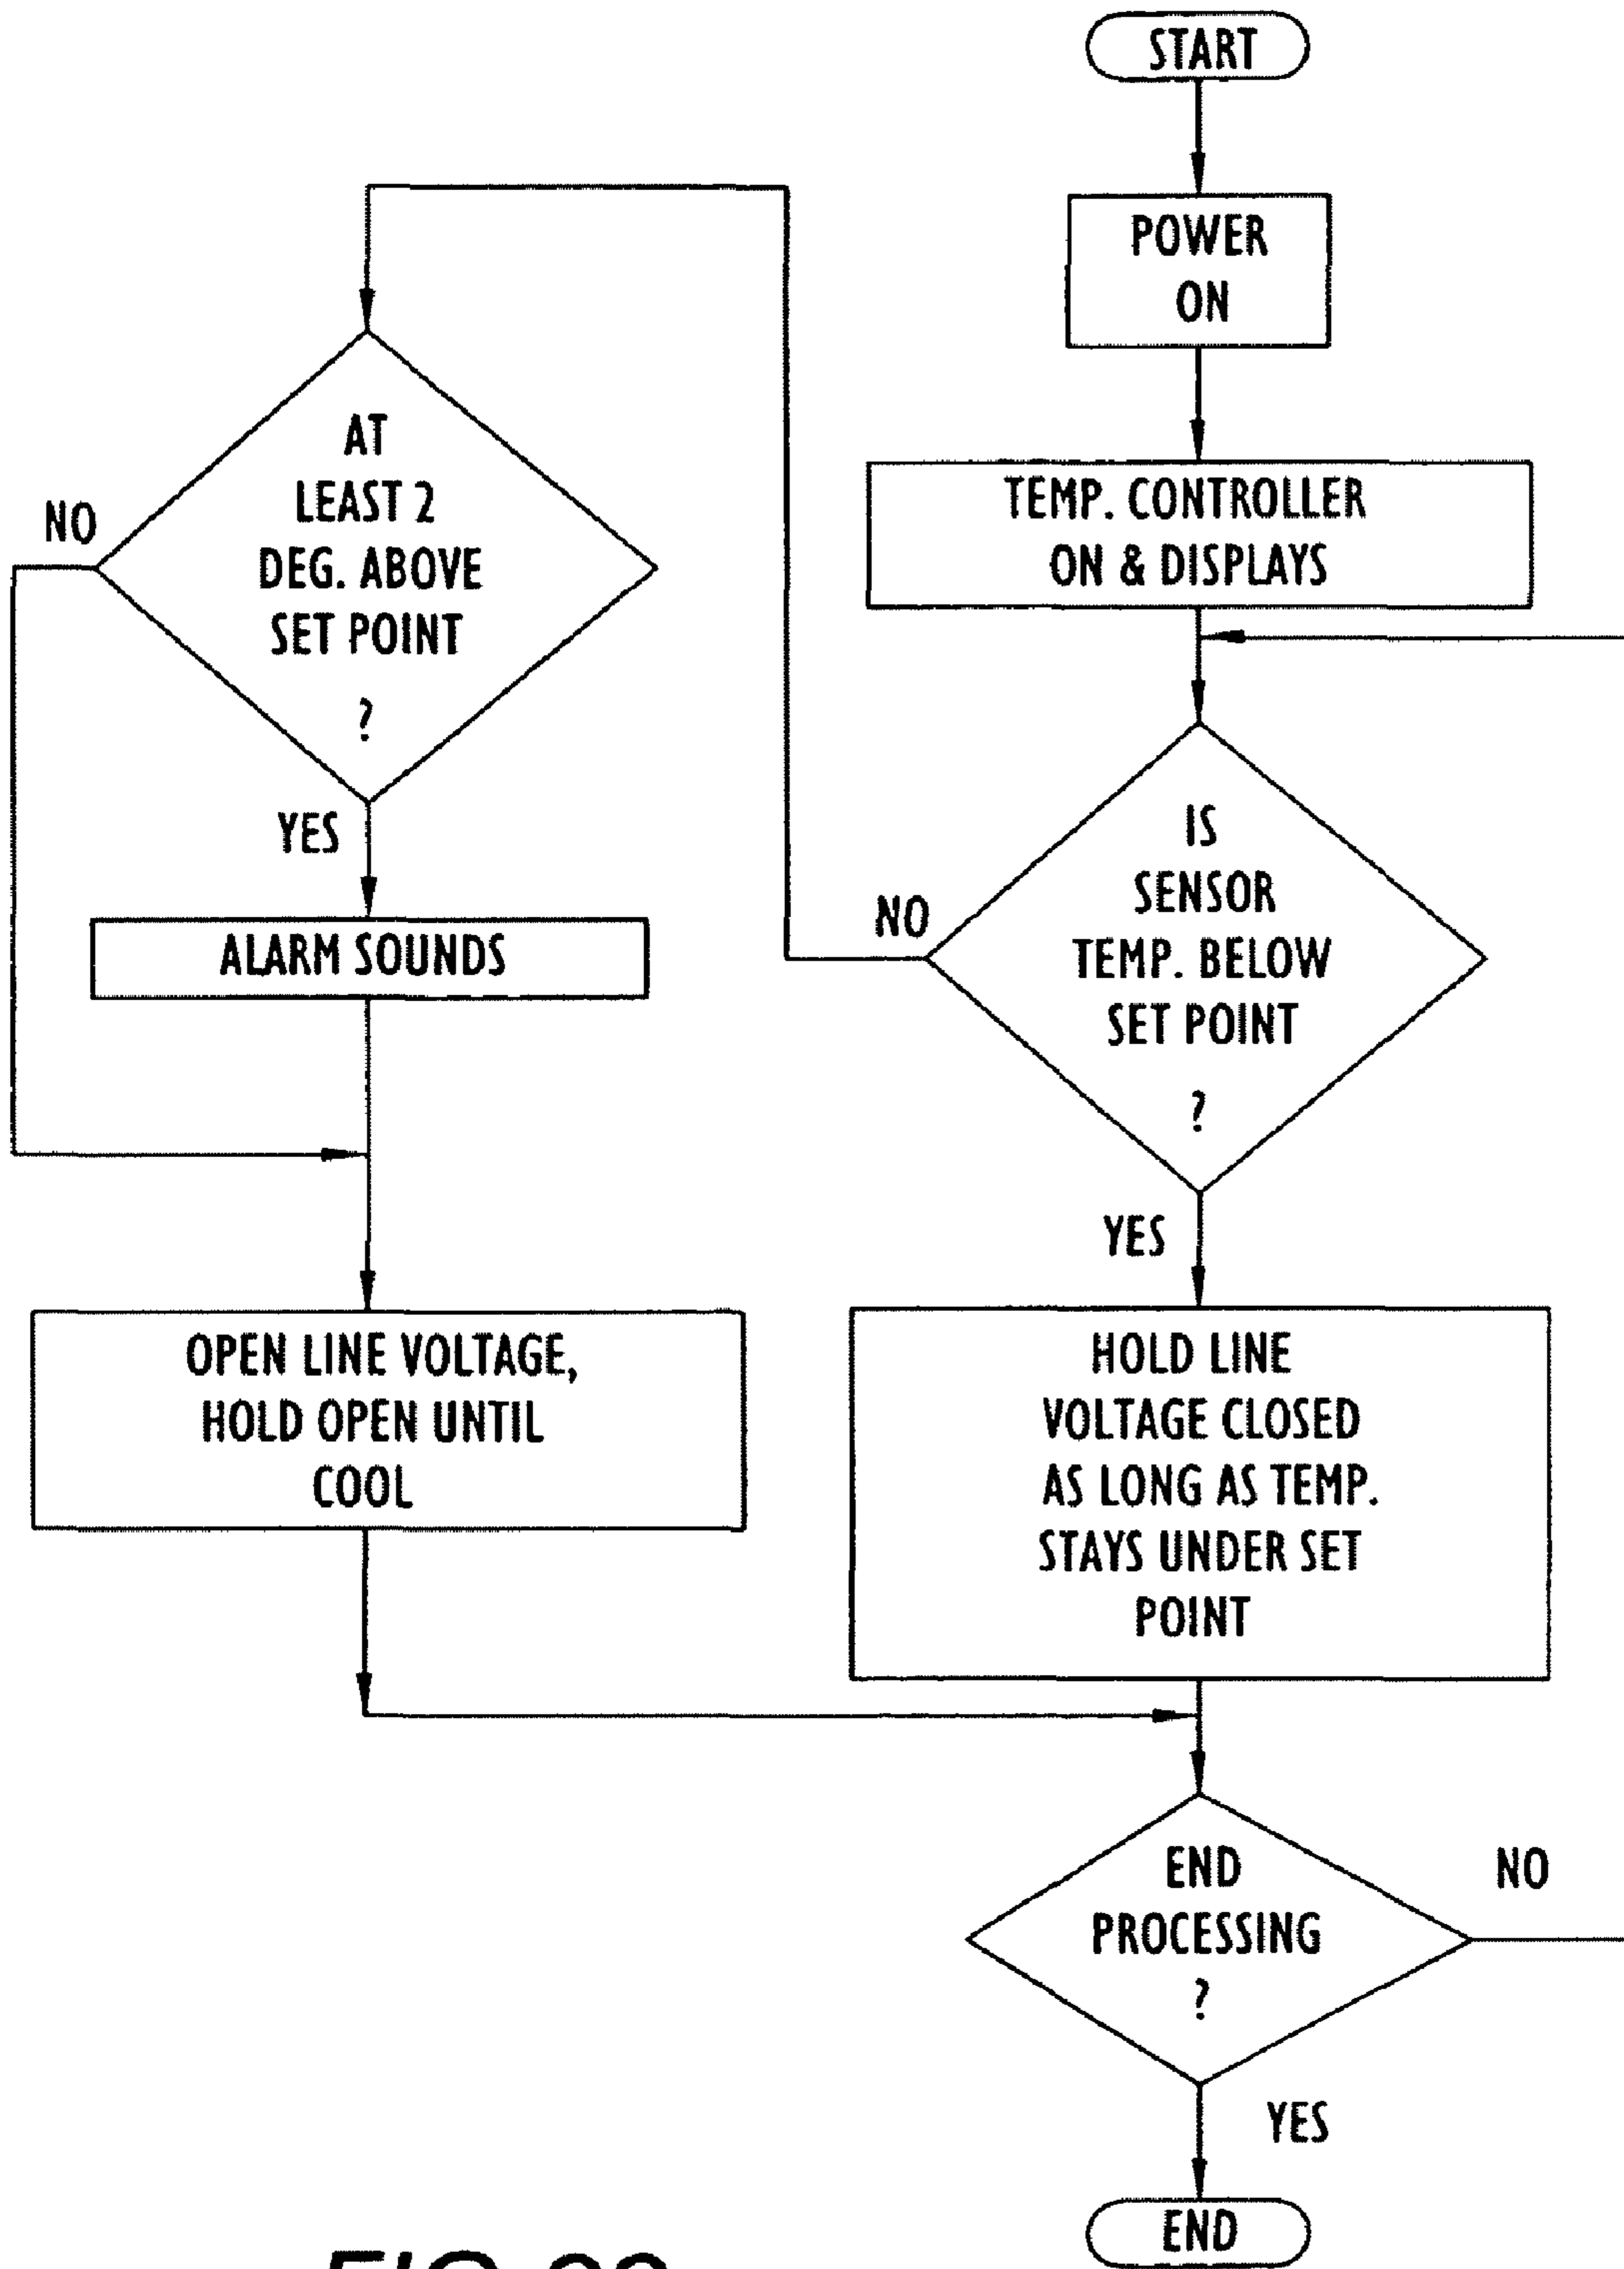 START
POWER
ON
TEMP. CONTROLLER
ON & DISPLAYS
IS
SENSOR
TEMP. BELOW
SET POINT
?
NO
YES
AT
LEAST 2
DEG. ABOVE
SET POINT
?
NO
YES
ALARM SOUNDS
OPEN LINE VOLTAGE,
HOLD OPEN UNTIL
COOL
HOLD LINE
VOLTAGE CLOSED
AS LONG AS TEMP.
STAYS UNDER SET
POINT
END
PROCESSING
?
NO
YES
END